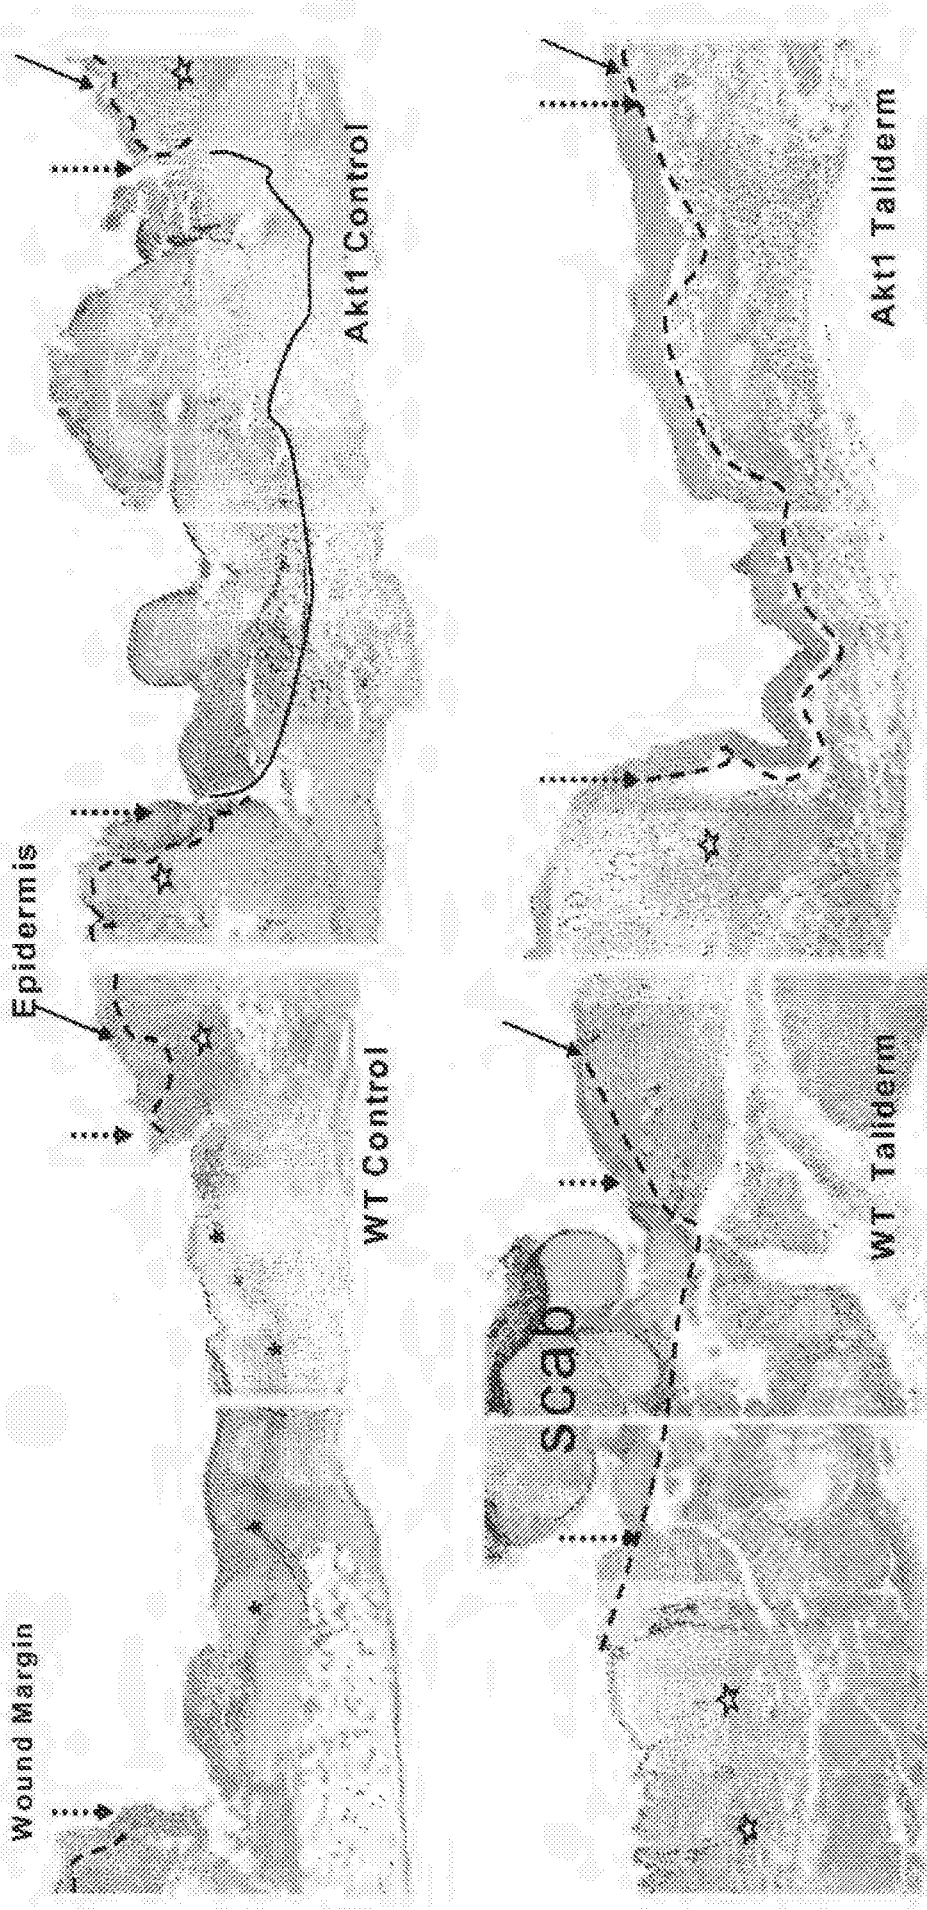 Wound Margin
Epidermis
WT Control
Akt1 Control
scab
WT Taliderm
Akt1 Taliderm